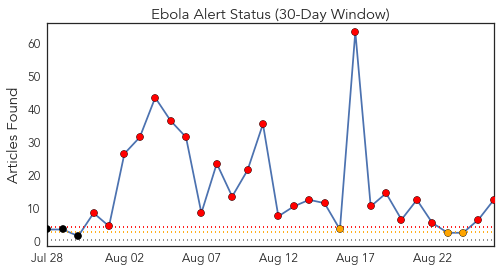 Ebola Alert Status (30-Day Window)
Articles Found
60
50
40
30
20
10
0
Jul 28
Aug 02
Aug 07
Aug 12
Aug 17
Aug 22